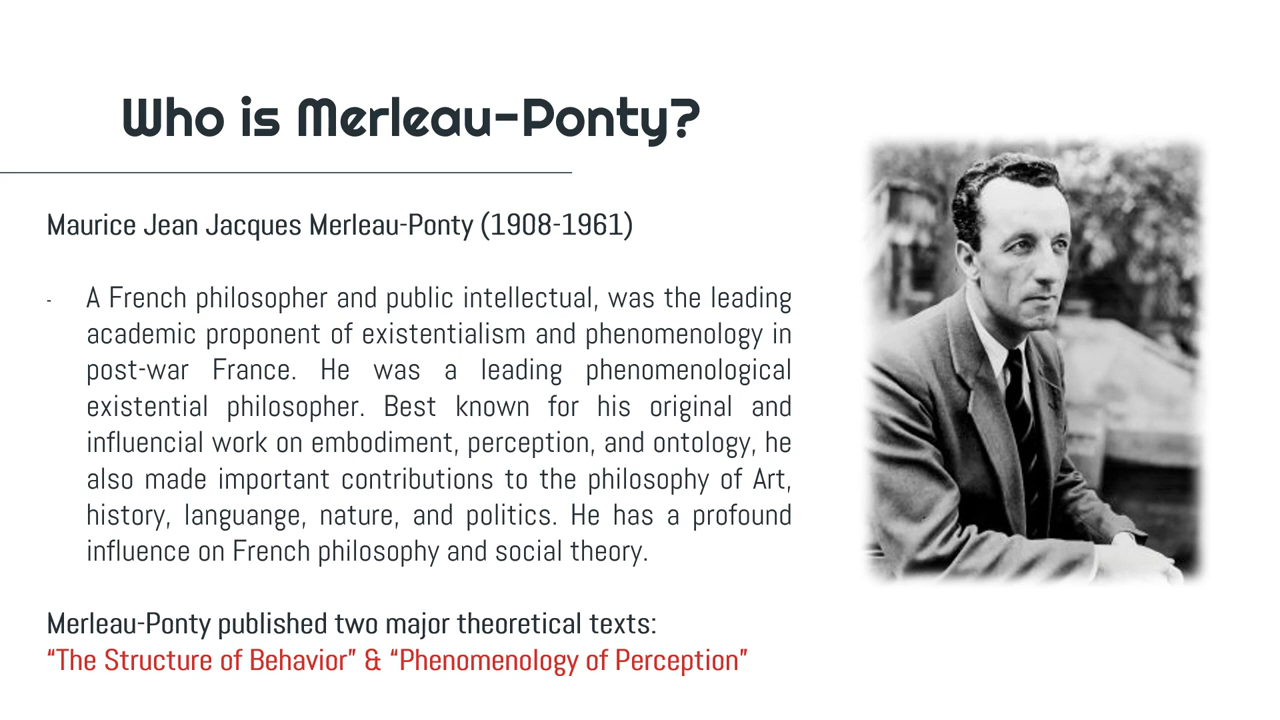 Who is Merleau-Ponty?
Maurice Jean Jacques Merleau-Ponty (1908-1961)
- A French philosopher and public intellectual, was the leading
academic proponent of existentialism and phenomenology in
post-war France. He was a leading phenomenological
existential philosopher. Best known for his original and
influencial work on embodiment, perception, and ontology, he
also made important contributions to the philosophy of Art,
history, languange, nature, and politics. He has a profound
influence on French philosophy and social theory.
Merleau-Ponty published two major theoretical texts:
“The Structure of Behavior” & “Phenomenology of Perception”